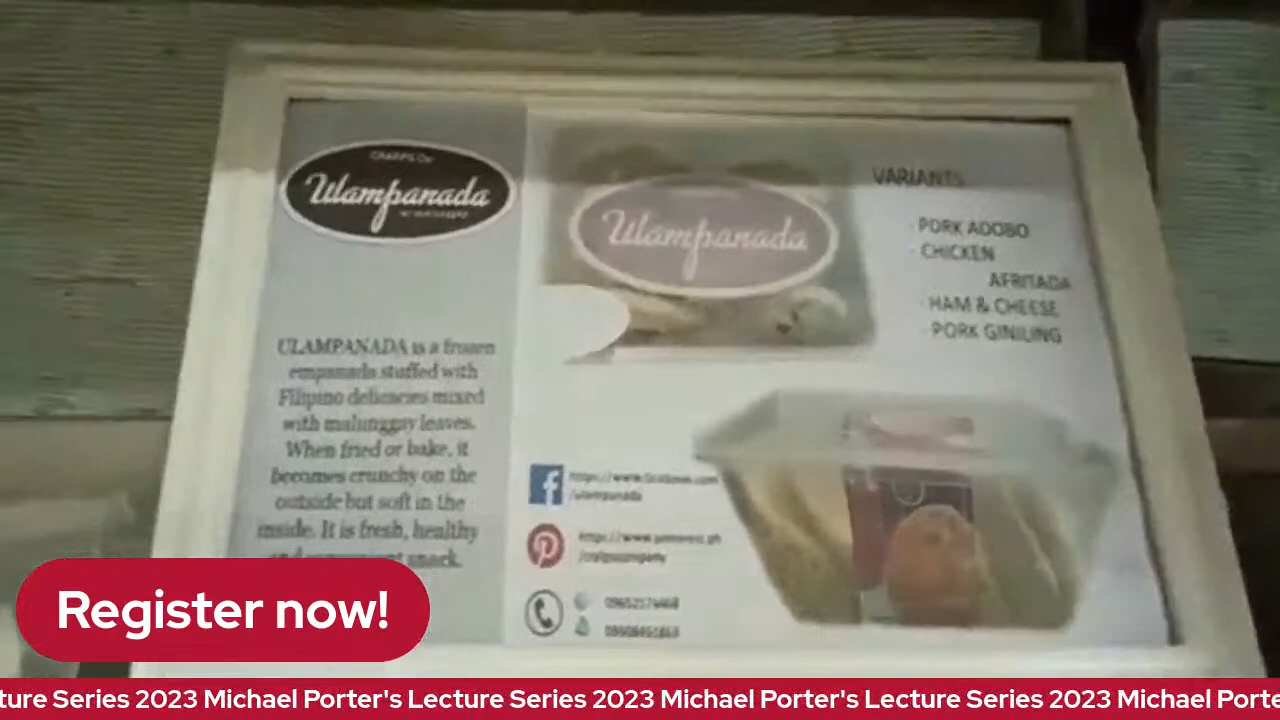 Ulampanada
ULAMPANADA is a frozen
empanada stuffed with
Filipino delicacies mixed
with malunggay leaves.
When fried or bake, it
becomes crunchy on the
outside but soft in the
inside. It is fresh, healthy
and convenient snack.
Ulampanada
VARIANTS
- PORK ADOBO
- CHICKEN
AFRITADA
HAM & CHEESE
- PORK GINILING
/ulampanada
Register now!
ture Series 2023 Michael Porter's Lecture Series 2023 Michael Porter's Lecture Series 2023 Michael Porte